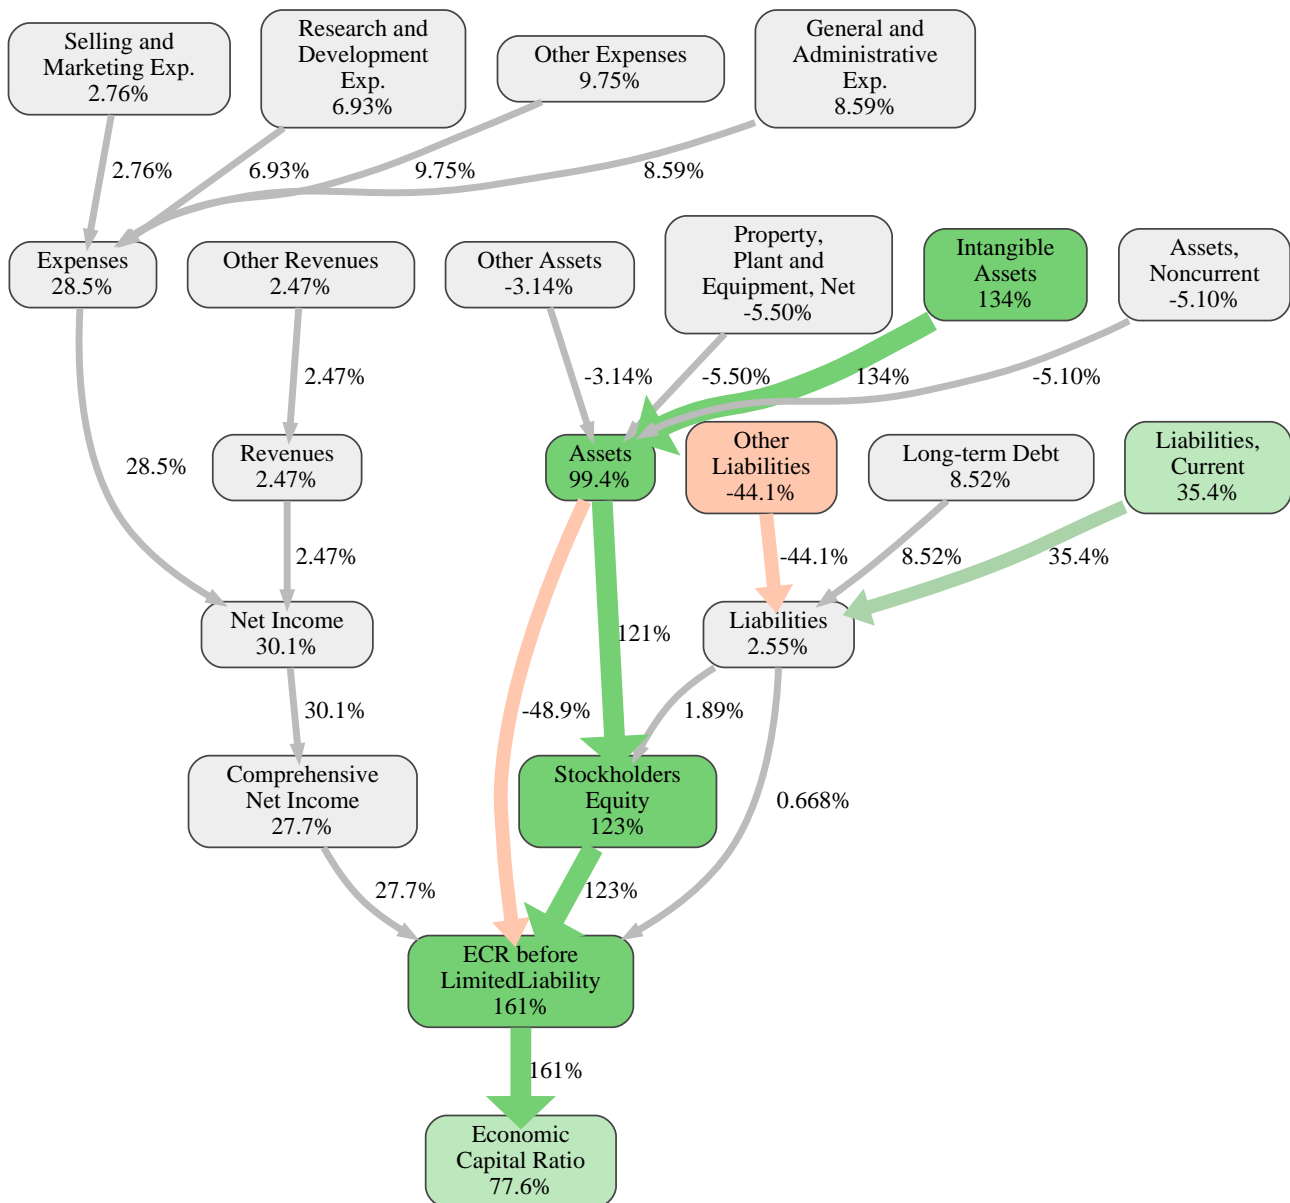 Selling and
Marketing Exp.
2.76%
Research and
Development
Exp.
6.93%
Other Expenses
9.75%
General and
Administrative
Exp.
8.59%
2.76%
6.93%
9.75%
8.59%
Expenses
28.5%
Other Revenues
2.47%
Other Assets
-3.14%
Property,
Plant and
Equipment, Net
-5.50%
Intangible
Assets
134%
Assets,
Noncurrent
-5.10%
2.47%
-3.14%
-5.50%
134%
-5.10%
28.5%
Revenues
2.47%
Assets
99.4%
Other
Liabilities
-44.1%
Long-term Debt
8.52%
Liabilities,
Current
35.4%
2.47%
-44.1%
8.52%
35.4%
Net Income
30.1%
121%
Liabilities
2.55%
30.1%
-48.9%
1.89%
Comprehensive
Net Income
27.7%
Stockholders
Equity
123%
0.668%
27.7%
123%
ECR before
LimitedLiability
161%
161%
Economic
Capital Ratio
77.6%